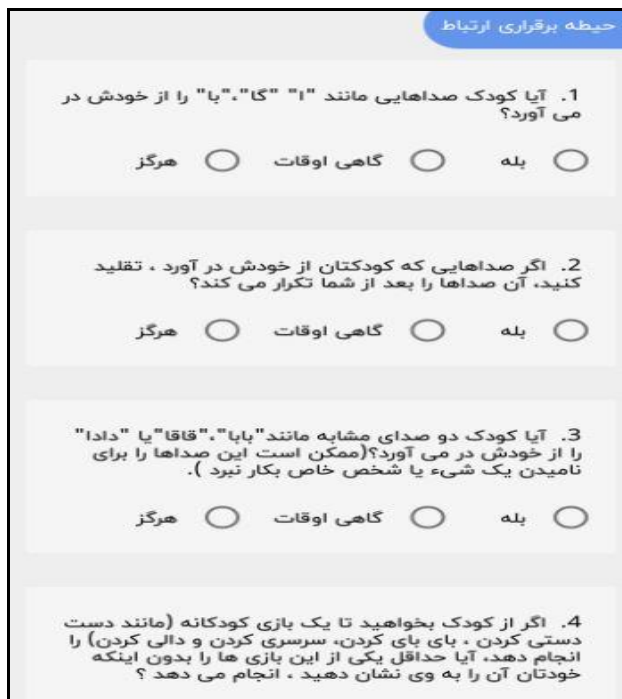 حیطه برقراری ارتباط
1. آیا کودک صداهایی مانند "ا" "گا"،"با" را از خودش در
می آورد؟
بله گاهی اوقات هرگز
2. اگر صداهایی که کودکتان از خودش در آورد ، تقلید
کنید، آن صداها را بعد از شما تکرار می کند؟
بله گاهی اوقات هرگز
3. آیا کودک دو صدای مشابه مانند"بابا"،"قاقا"یا "دادا"
را از خودش در می آورد؟(ممکن است این صداها را برای
نامیدن یک شیء یا شخص خاص بکار نبرد ).
بله گاهی اوقات هرگز
4. اگر از کودک بخواهید تا یک بازی کودکانه (مانند دست
دستی کردن ، بای بای کردن، سرسری کردن و دالی کردن) را
انجام دهد، آیا حداقل یکی از این بازی ها را بدون اینکه
خودتان آن را به وی نشان دهید ، انجام می دهد ؟